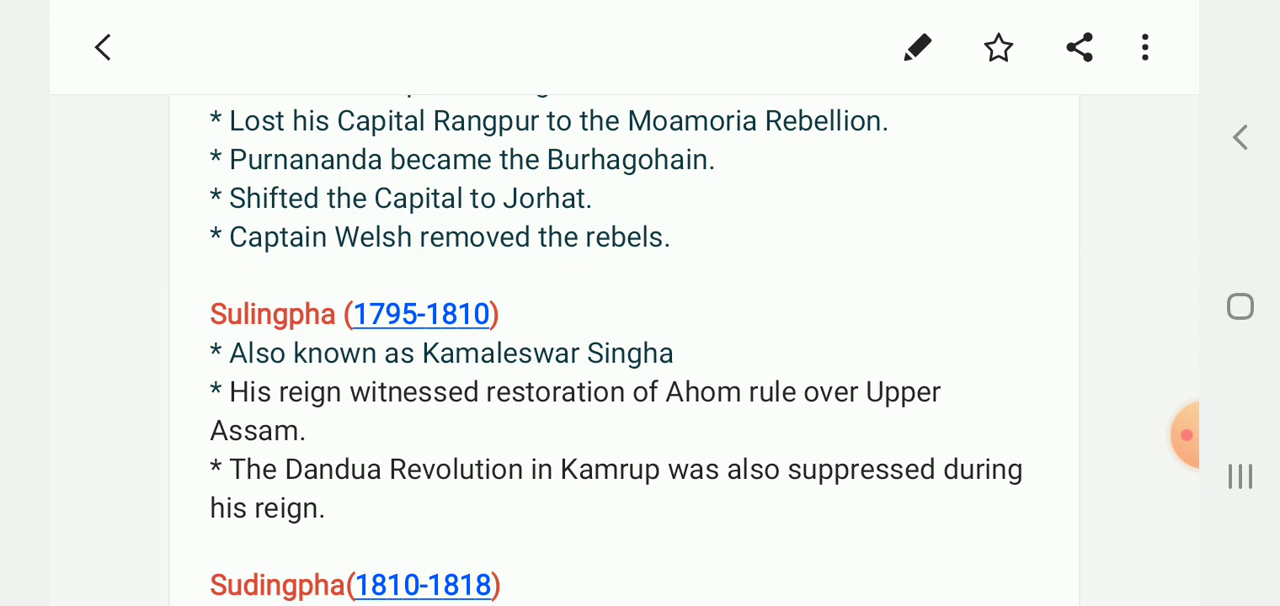 * Lost his Capital Rangpur to the Moamoria Rebellion.
* Purnananda became the Burhagohain.
* Shifted the Capital to Jorhat.
* Captain Welsh removed the rebels.
Sulingpha (1795-1810)
* Also known as Kamaleswar Singha
* His reign witnessed restoration of Ahom rule over Upper
Assam.
* The Dandua Revolution in Kamrup was also suppressed during
his reign.
Sudingpha(1810-1818)